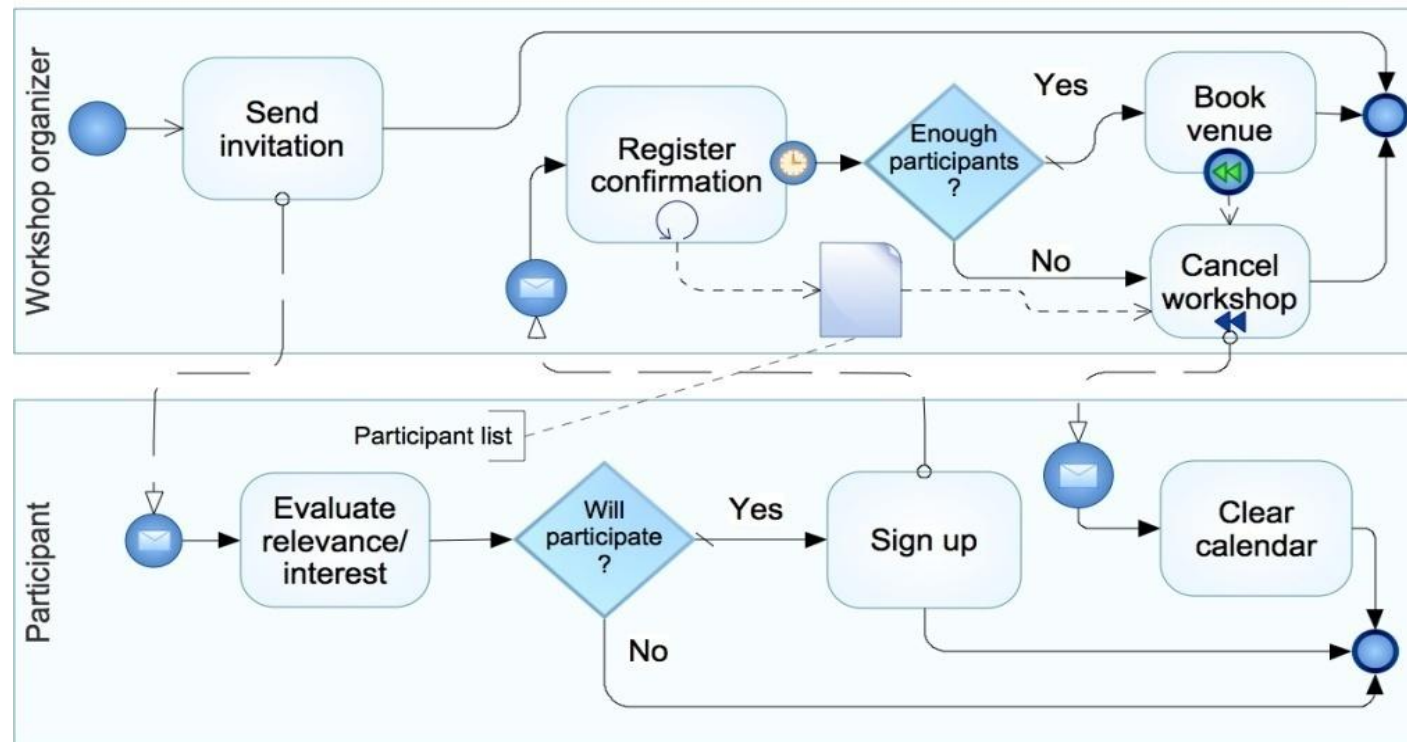 Workshop organizer
Send
invitation
Register
confirmation
Enough
participants
?
Yes
No
Book
venue
Cancel
workshop
Participant
Participant list
Evaluate
relevance/
interest
Will
participate
?
Yes
No
Sign up
Clear
calendar